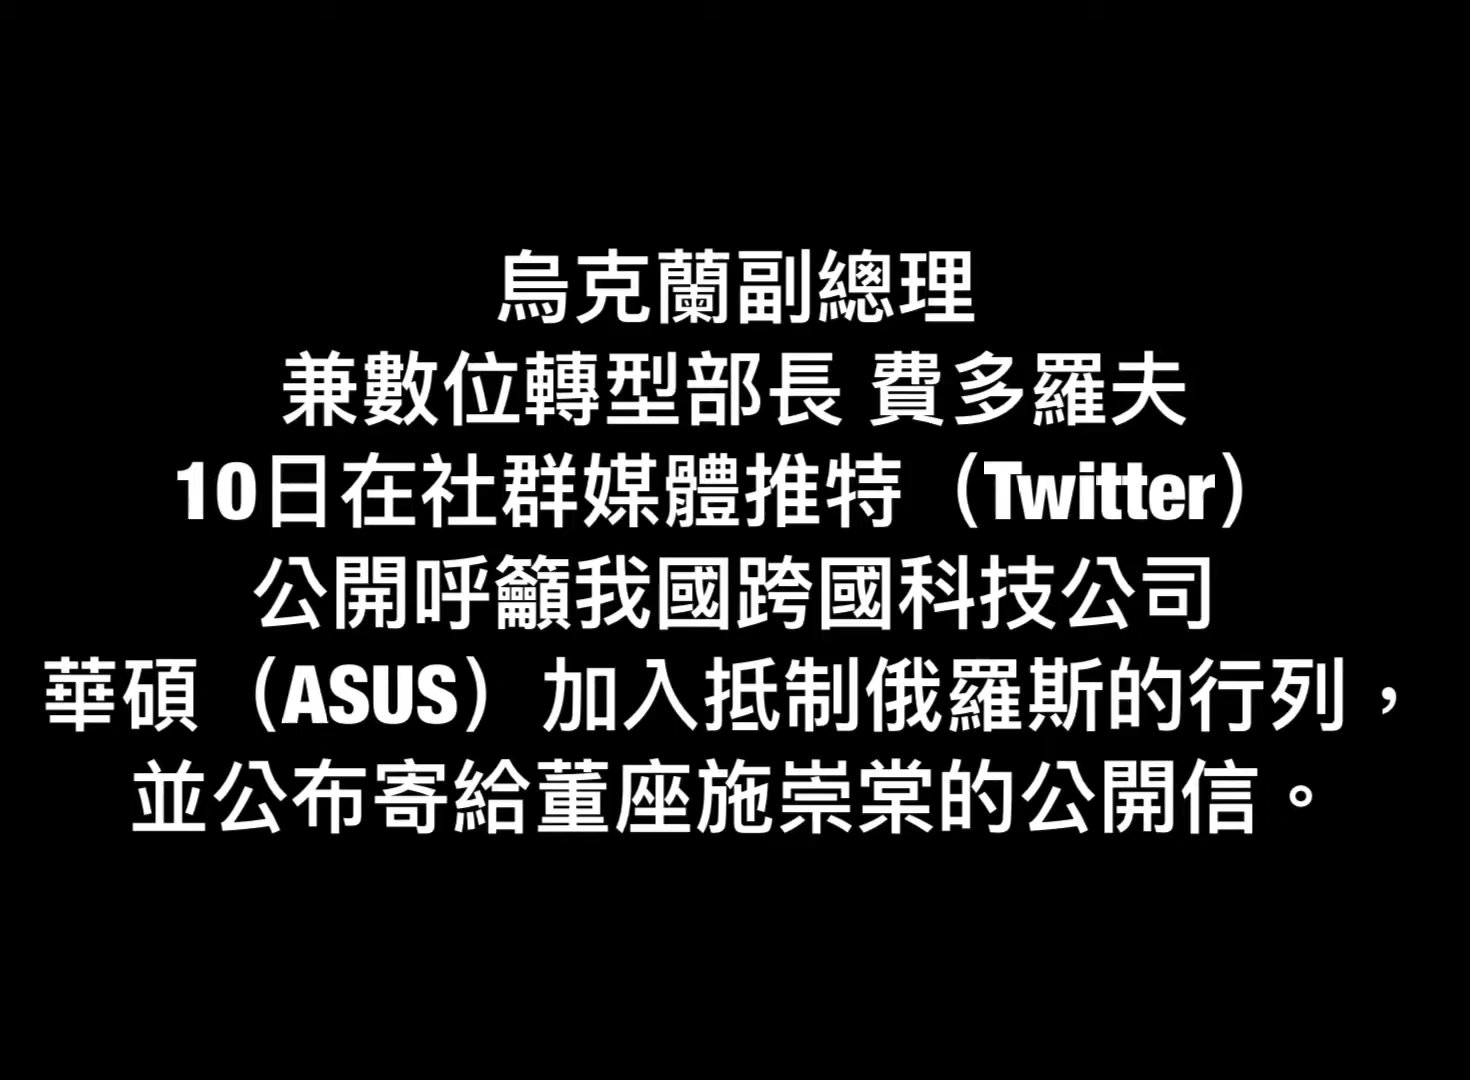 烏克蘭副總理
兼數位轉型部長 費多羅夫
10日在社群媒體推特（Twitter）
公開呼籲我國跨國科技公司
華碩（ASUS）加入抵制俄羅斯的行列，
並公布寄給董座施崇棠的公開信。